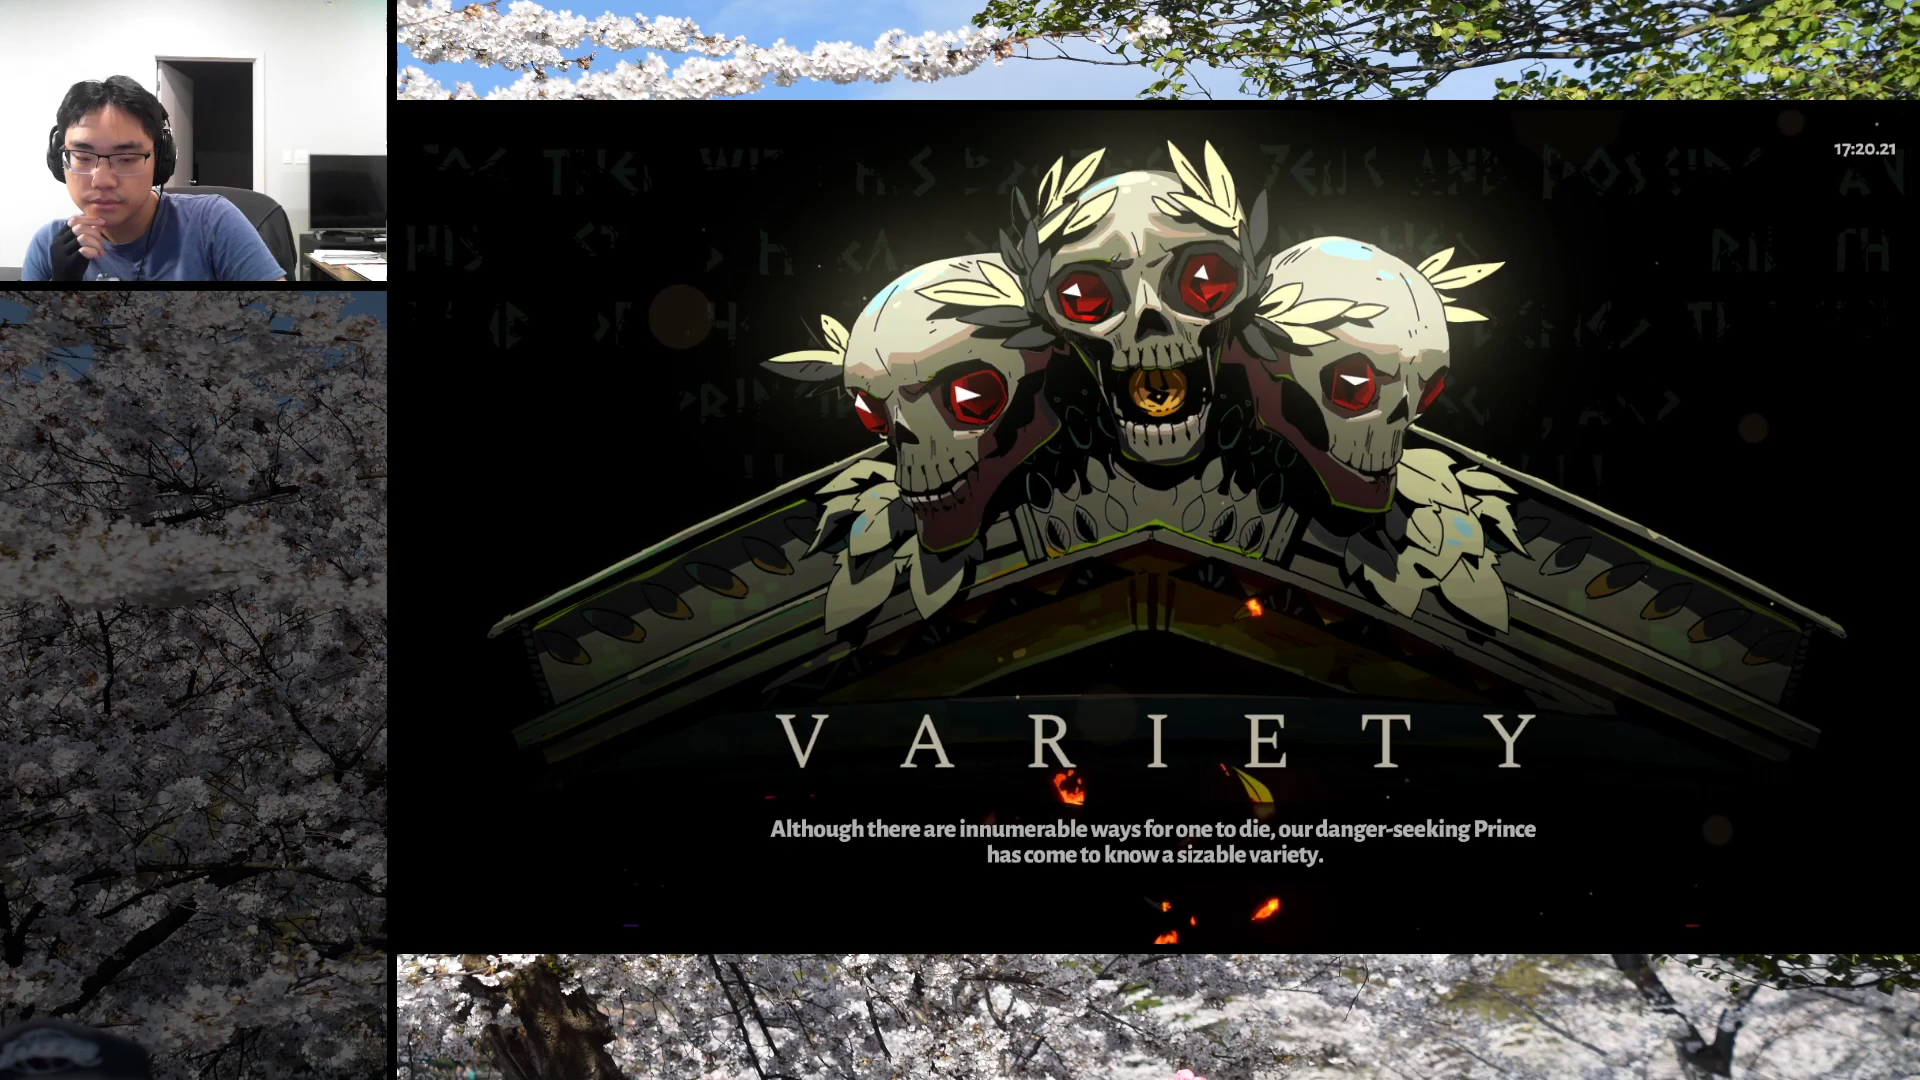 17:20.21
VARIETY
Although there are innumerable ways for one to die, our danger-seeking Prince
has come to know a sizable variety.